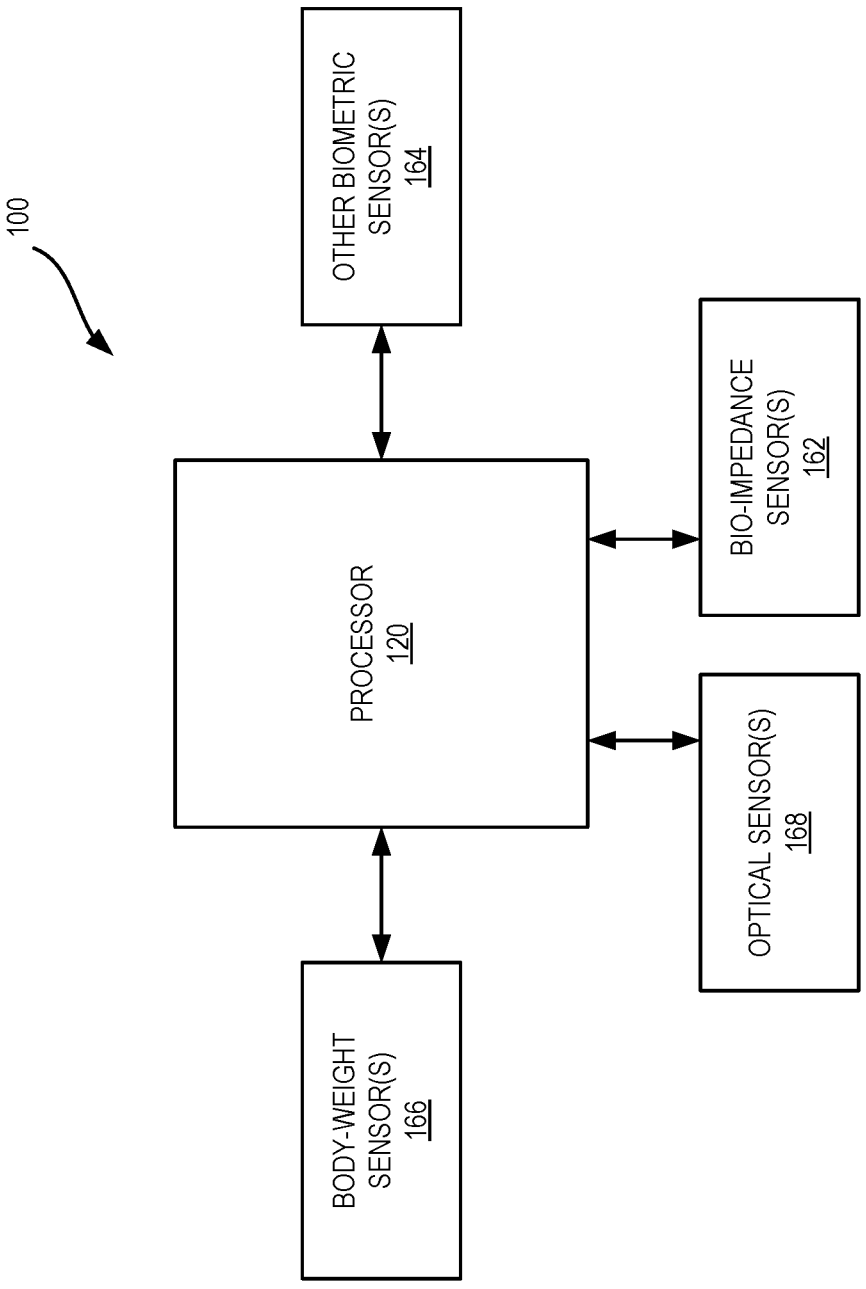 100
BODY-WEIGHT
SENSOR(S)
166
PROCESSOR
120
OTHER BIOMETRIC
SENSOR(S)
164
OPTICAL SENSOR(S)
168
BIO-IMPEDANCE
SENSOR(S)
162